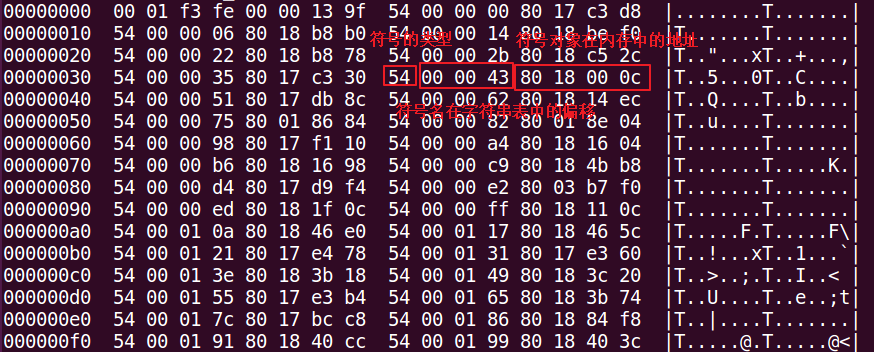 00000000  00 01 f3 fe 00 00 13 9f  54 00 00 00 80 17 c3 d8  |........T.......|
00000010  54 00 00 06 80 18 b8 b0  54 00 00 14 80 18 be f0  |T.......T.......|
符号的类型 符号对象在内存中的地址
00000020  54 00 00 22 80 18 b8 78  54 00 00 2b 80 18 c5 2c  |T.."...xT..+...,|
00000030  54 00 00 35 80 17 c3 30  54 00 00 43 80 18 00 0c  |T..5...0T..C....|
00000040  54 00 00 51 80 17 db 8c  54 00 00 62 80 18 14 ec  |T..Q....T..b....|
符号名在字符串表中的偏移
00000050  54 00 00 75 80 01 86 84  54 00 00 82 80 01 8e 04  |T..u....T.......|
00000060  54 00 00 98 80 17 f1 10  54 00 00 a4 80 18 16 04  |T.......T.......|
00000070  54 00 00 b6 80 18 16 98  54 00 00 c9 80 18 4b b8  |T.......T.....K.|
00000080  54 00 00 d4 80 17 d9 f4  54 00 00 e2 80 03 b7 f0  |T.......T.......|
00000090  54 00 00 ed 80 18 1f 0c  54 00 00 ff 80 18 11 0c  |T.......T.......|
000000a0  54 00 01 0a 80 18 46 e0  54 00 01 17 80 18 46 5c  |T.....F.T.....F\|
000000b0  54 00 01 21 80 17 e4 78  54 00 01 31 80 17 e3 60  |T..!...xT..1...`|
000000c0  54 00 01 3e 80 18 3b 18  54 00 01 49 80 18 3c 20  |T..>..;.T..I..< |
000000d0  54 00 01 55 80 17 e3 b4  54 00 01 65 80 18 3b 74  |T..U....T..e..;t|
000000e0  54 00 01 7c 80 17 bc c8  54 00 01 86 80 18 84 f8  |T..|....T.......|
000000f0  54 00 01 91 80 18 40 cc  54 00 01 99 80 18 40 3c  |T.....@.T.....@<|